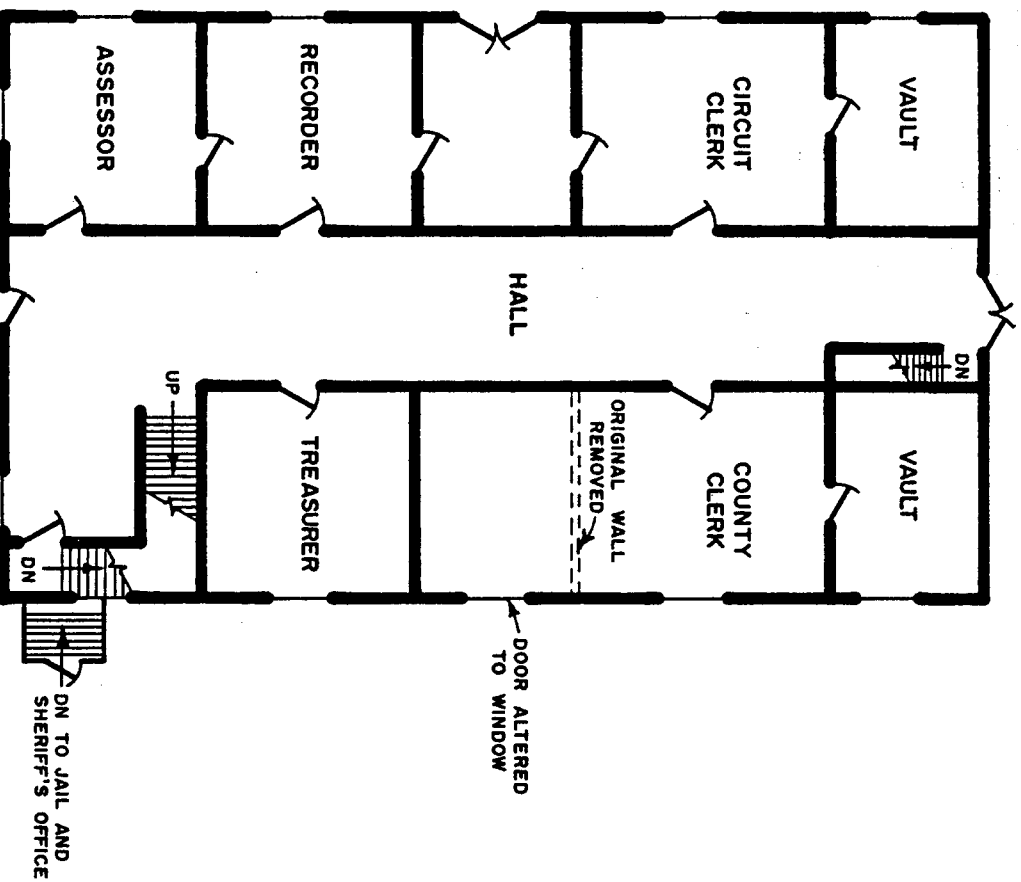 VAULT
CIRCUIT
CLERK
RECORDER
ASSESSOR
HALL
DN
UP
VAULT
COUNTY
CLERK
ORIGINAL WALL
REMOVED
TREASURER
DN
DOOR ALTERED
TO WINDOW
DN TO JAIL AND
SHERIFF'S OFFICE